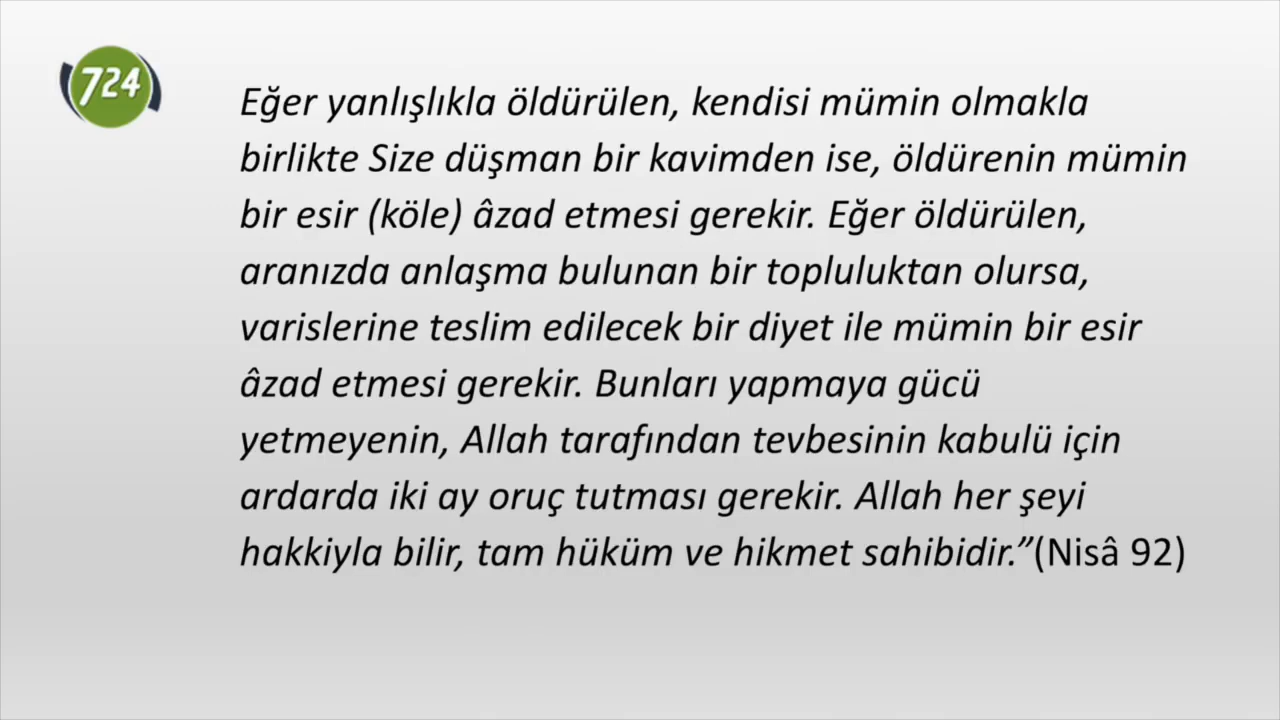 724
Eğer yanlışlıkla öldürülen, kendisi mümin olmakla
birlikte Size düşman bir kavimden ise, öldürenin mümin
bir esir (köle) âzad etmesi gerekir. Eğer öldürülen,
aranızda anlaşma bulunan bir topluluktan olursa,
varislerine teslim edilecek bir diyet ile mümin bir esir
âzad etmesi gerekir. Bunları yapmaya gücü
yetmeyenin, Allah tarafından tevbesinin kabulü için
ardarda iki ay oruç tutması gerekir. Allah her şeyi
hakkiyla bilir, tam hüküm ve hikmet sahibidir.”(Nisâ 92)